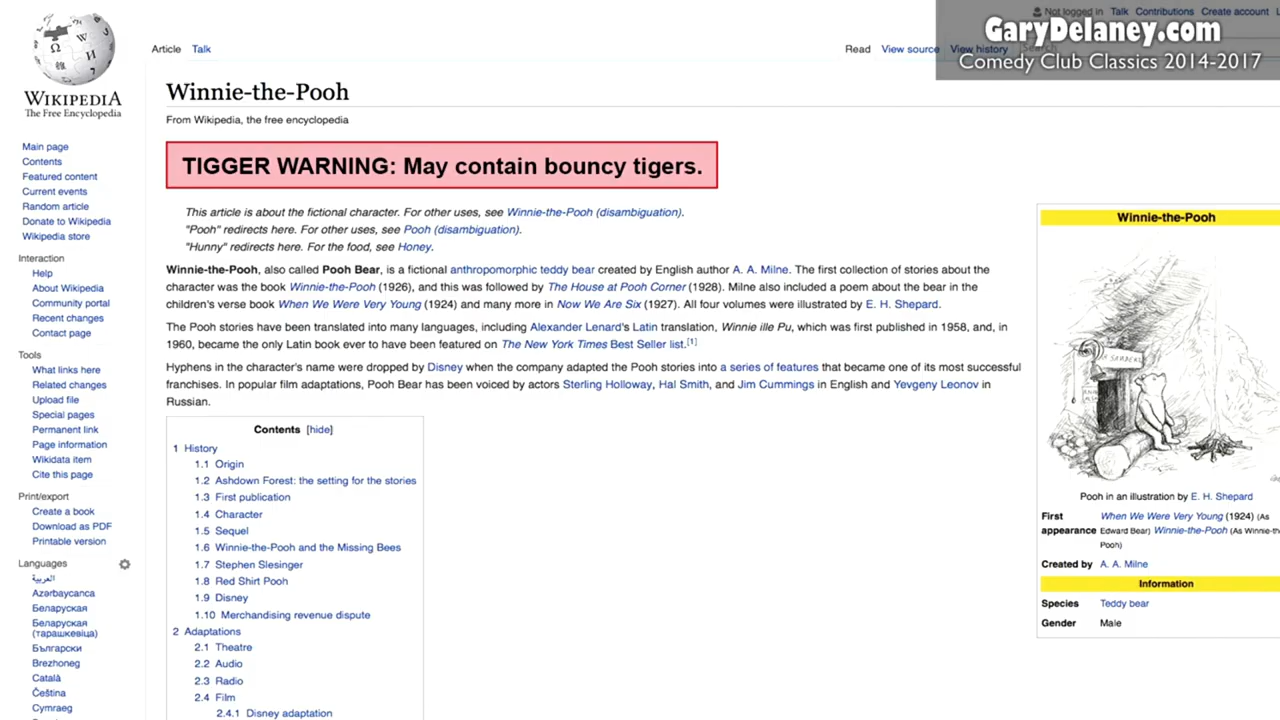 Not logged in Talk Contributions Create account
GaryDelaney.com
Comedy Club Classics 2014-2017
Article Talk
Read View source View history Search
WIKIPEDIA
The Free Encyclopedia
Winnie-the-Pooh
From Wikipedia, the free encyclopedia
TIGGER WARNING: May contain bouncy tigers.
This article is about the fictional character. For other uses, see Winnie-the-Pooh (disambiguation).
"Pooh" redirects here. For other uses, see Pooh (disambiguation).
"Hunny" redirects here. For the food, see Honey.
Winnie-the-Pooh, also called Pooh Bear, is a fictional anthropomorphic teddy bear created by English author A. A. Milne. The first collection of stories about the
character was the book Winnie-the-Pooh (1926), and this was followed by The House at Pooh Corner (1928). Milne also included a poem about the bear in the
children's verse book When We Were Very Young (1924) and many more in Now We Are Six (1927). All four volumes were illustrated by E. H. Shepard.
The Pooh stories have been translated into many languages, including Alexander Lenard's Latin translation, Winnie ille Pu, which was first published in 1958, and, in
1960, became the only Latin book ever to have been featured on The New York Times Best Seller list.[1]
Hyphens in the character's name were dropped by Disney when the company adapted the Pooh stories into a series of features that became one of its most successful
franchises. In popular film adaptations, Pooh Bear has been voiced by actors Sterling Holloway, Hal Smith, and Jim Cummings in English and Yevgeny Leonov in
Russian.
Contents [hide]
1 History
1.1 Origin
1.2 Ashdown Forest: the setting for the stories
1.3 First publication
1.4 Character
1.5 Sequel
1.6 Winnie-the-Pooh and the Missing Bees
1.7 Stephen Slesinger
1.8 Red Shirt Pooh
1.9 Disney
1.10 Merchandising revenue dispute
2 Adaptations
2.1 Theatre
2.2 Audio
2.3 Radio
2.4 Film
2.4.1 Disney adaptation
Main page
Contents
Featured content
Current events
Random article
Donate to Wikipedia
Wikipedia store
Interaction
Help
About Wikipedia
Community portal
Recent changes
Contact page
Tools
What links here
Related changes
Upload file
Special pages
Permanent link
Page information
Wikidata item
Cite this page
Print/export
Create a book
Download as PDF
Printable version
Languages
العربية
Azərbaycanca
Беларуская
Беларуская
(тарашкевіца)
Български
Brezhoneg
Català
Čeština
Cymraeg
Winnie-the-Pooh
Pooh in an illustration by E. H. Shepard
First When We Were Very Young (1924) (As
appearance Edward Bear) Winnie-the-Pooh (As Winnie-the-
Pooh)
Created by A. A. Milne
Information
Species Teddy bear
Gender Male